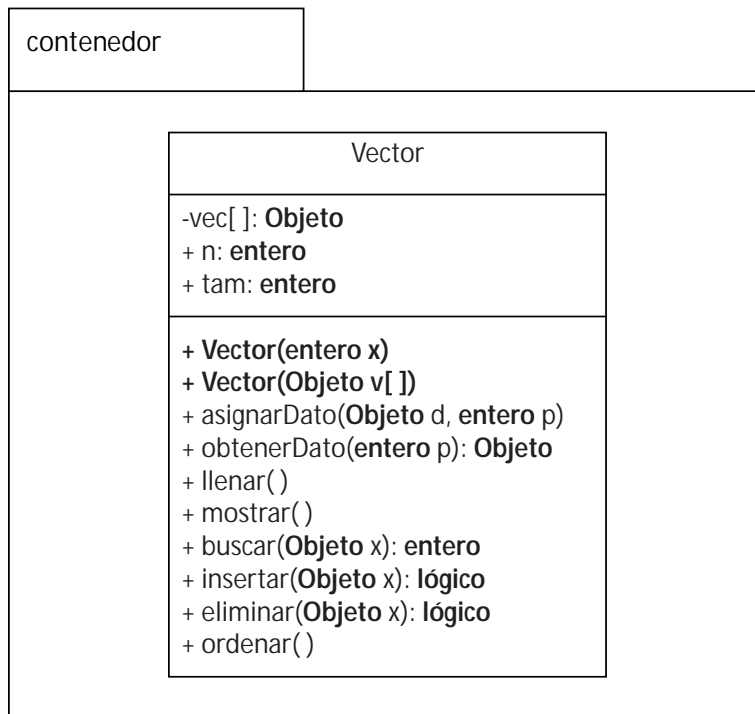 contenedor
Vector
-vec[ ]: Objeto
+ n: entero
+ tam: entero
+ Vector(entero x)
+ Vector(Objeto v[ ])
+ asignarDato(Objeto d, entero p)
+ obtenerDato(entero p): Objeto
+ llenar( )
+ mostrar( )
+ buscar(Objeto x): entero
+ insertar(Objeto x): lógico
+ eliminar(Objeto x): lógico
+ ordenar( )